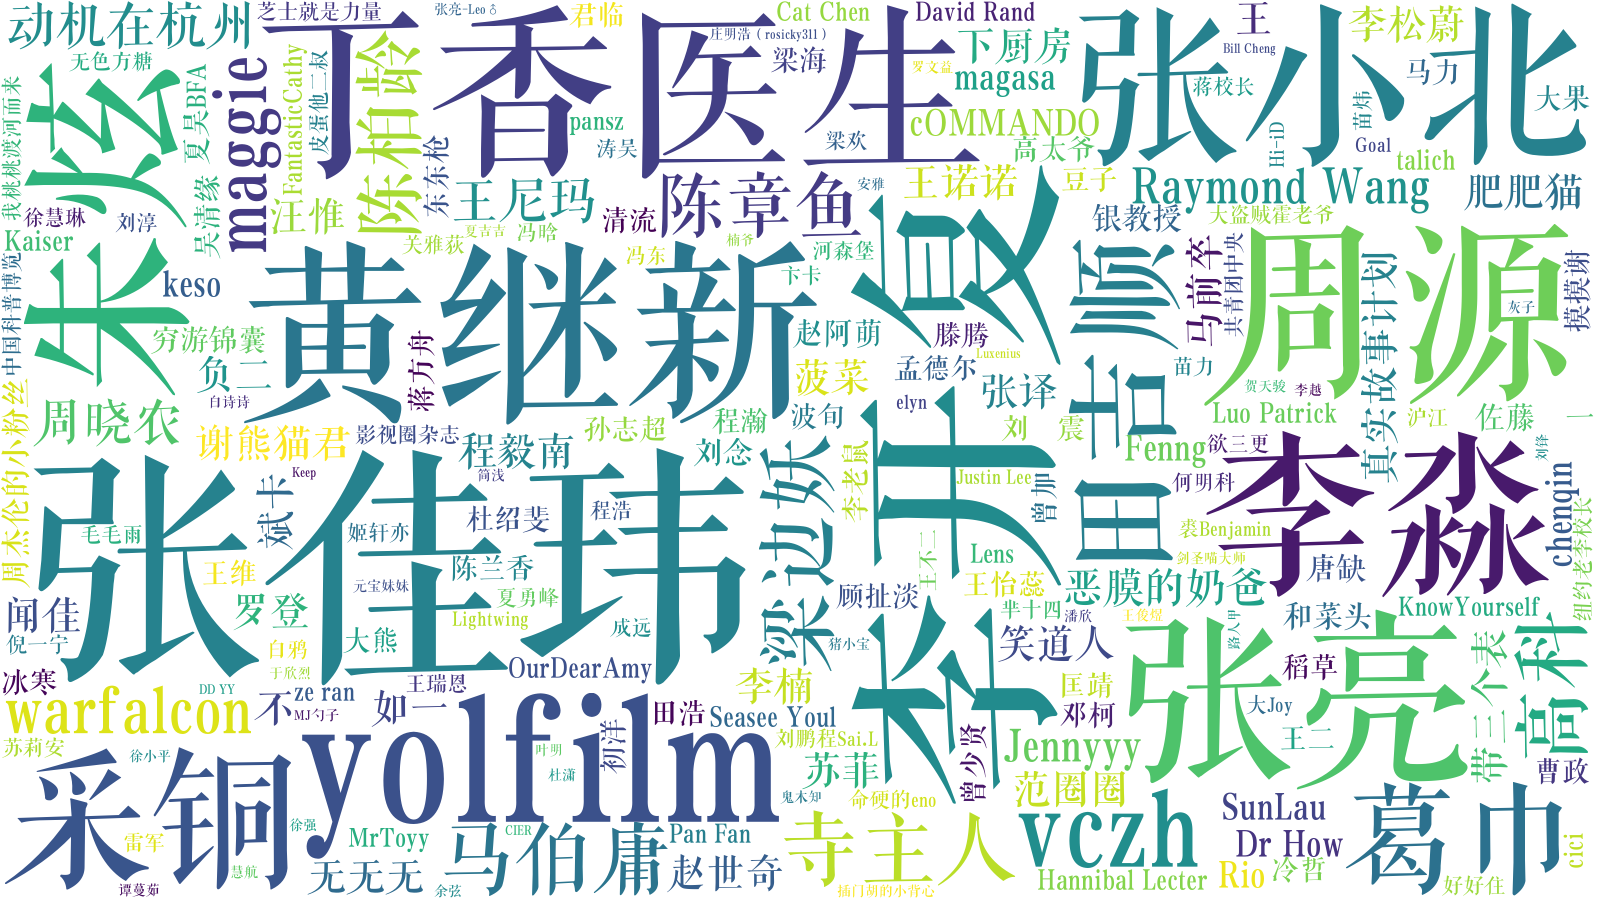 动机在杭州
芝士就是力量
张亮-Leo♂
君临
Cat Chen
David Rand
王
李松蔚
无色方糖
丁香医生
庄明浩（rosicky311）
梁海
下厨房
Bill Cheng
张小北
罗文益
马力
蒋校长
大果
朱炫
夏昊BFA
maggie
FantasticCathy
皮蛋他二叔
陈柏龄
pansz
涛吴
梁欢
magasa
cOMMANDO
高太爷
Hi-iD
苗炜
Goal
talich
我桃桃渡河而来
东东枪
安雅
王诺诺
豆子
Raymond Wang
肥肥猫
徐慧琳
刘淳
吴清缘
汪惟
王尼玛
清流
陈章鱼
银教授
大盗贼霍老爷
Kaiser
关雅荻
夏吉吉
冯晗
冯东
楠爷
河森堡
卞卡
马前卒
共青团中央
周源
灰子
摸摸谢
中国科普博览
keso
黄继新
赵阿萌
滕腾
Luxenius
穷游锦囊
负二
白诗诗
蒋方舟
菠菜
孟德尔
elyn
张译
苗力
贺天骏
李越
Luo Patrick
真实故事计划
沪江
佐藤
一
周杰伦的小粉丝
周晓农
谢熊猫君
影视圈杂志
程毅南
孙志超
程瀚
波旬
刘念
刘 震
Fenng
欲三更
刘锋
Keep
简浅
李老鼠
Justin Lee
曾加
何明科
李淼
chenqin
张佳玮
毛毛雨
斌卡
姬轩亦
杜绍斐
程浩
梁边妖
王不二
Lens
田吉顺
裘Benjamin
剑圣喵大师
唐缺
纽约老李校长
闻佳
王维
罗登
元宝妹妹
陈兰香
夏勇峰
Lightwing
成远
顾扯淡
王怡蕊
芈十四
潘欣
恶膜的奶爸
王俊煜
和菜头
KnowYourself
倪一宁
白鸦
大熊
于欣烈
猪小宝
笑道人
路人甲
张亮
稻草
带三个表
高科
冰寒
DD YY
不
ze ran
MJ勺子
王瑞恩
OurDearAmy
李楠
匡靖
邓柯
大Joy
warfalcon
如一
yolfilm
初洋
田浩
Seasee Youl
刘鹏程Sai.L
曾少贤
Jennyyy
王二
曹政
苏莉安
徐小平
叶明
杜潇
苏菲
鬼木知
命硬的eno
范圈圈
采铜
雷军
徐强
MrToyy
CIER
马伯庸
Pan Fan
寺主人
vczh
SunLau
Dr How
葛巾
cici
谭蔓茹
慧航
无无无
余弦
赵世奇
插门胡的小背心
Hannibal Lecter
Rio
冷哲
好好住